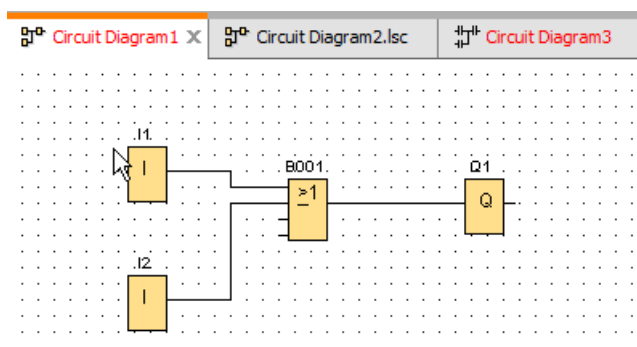 Circuit Diagram1 X Circuit Diagram2.lsc Circuit Diagram3
I1
I
B001
≥1
Q1
Q
I2
I